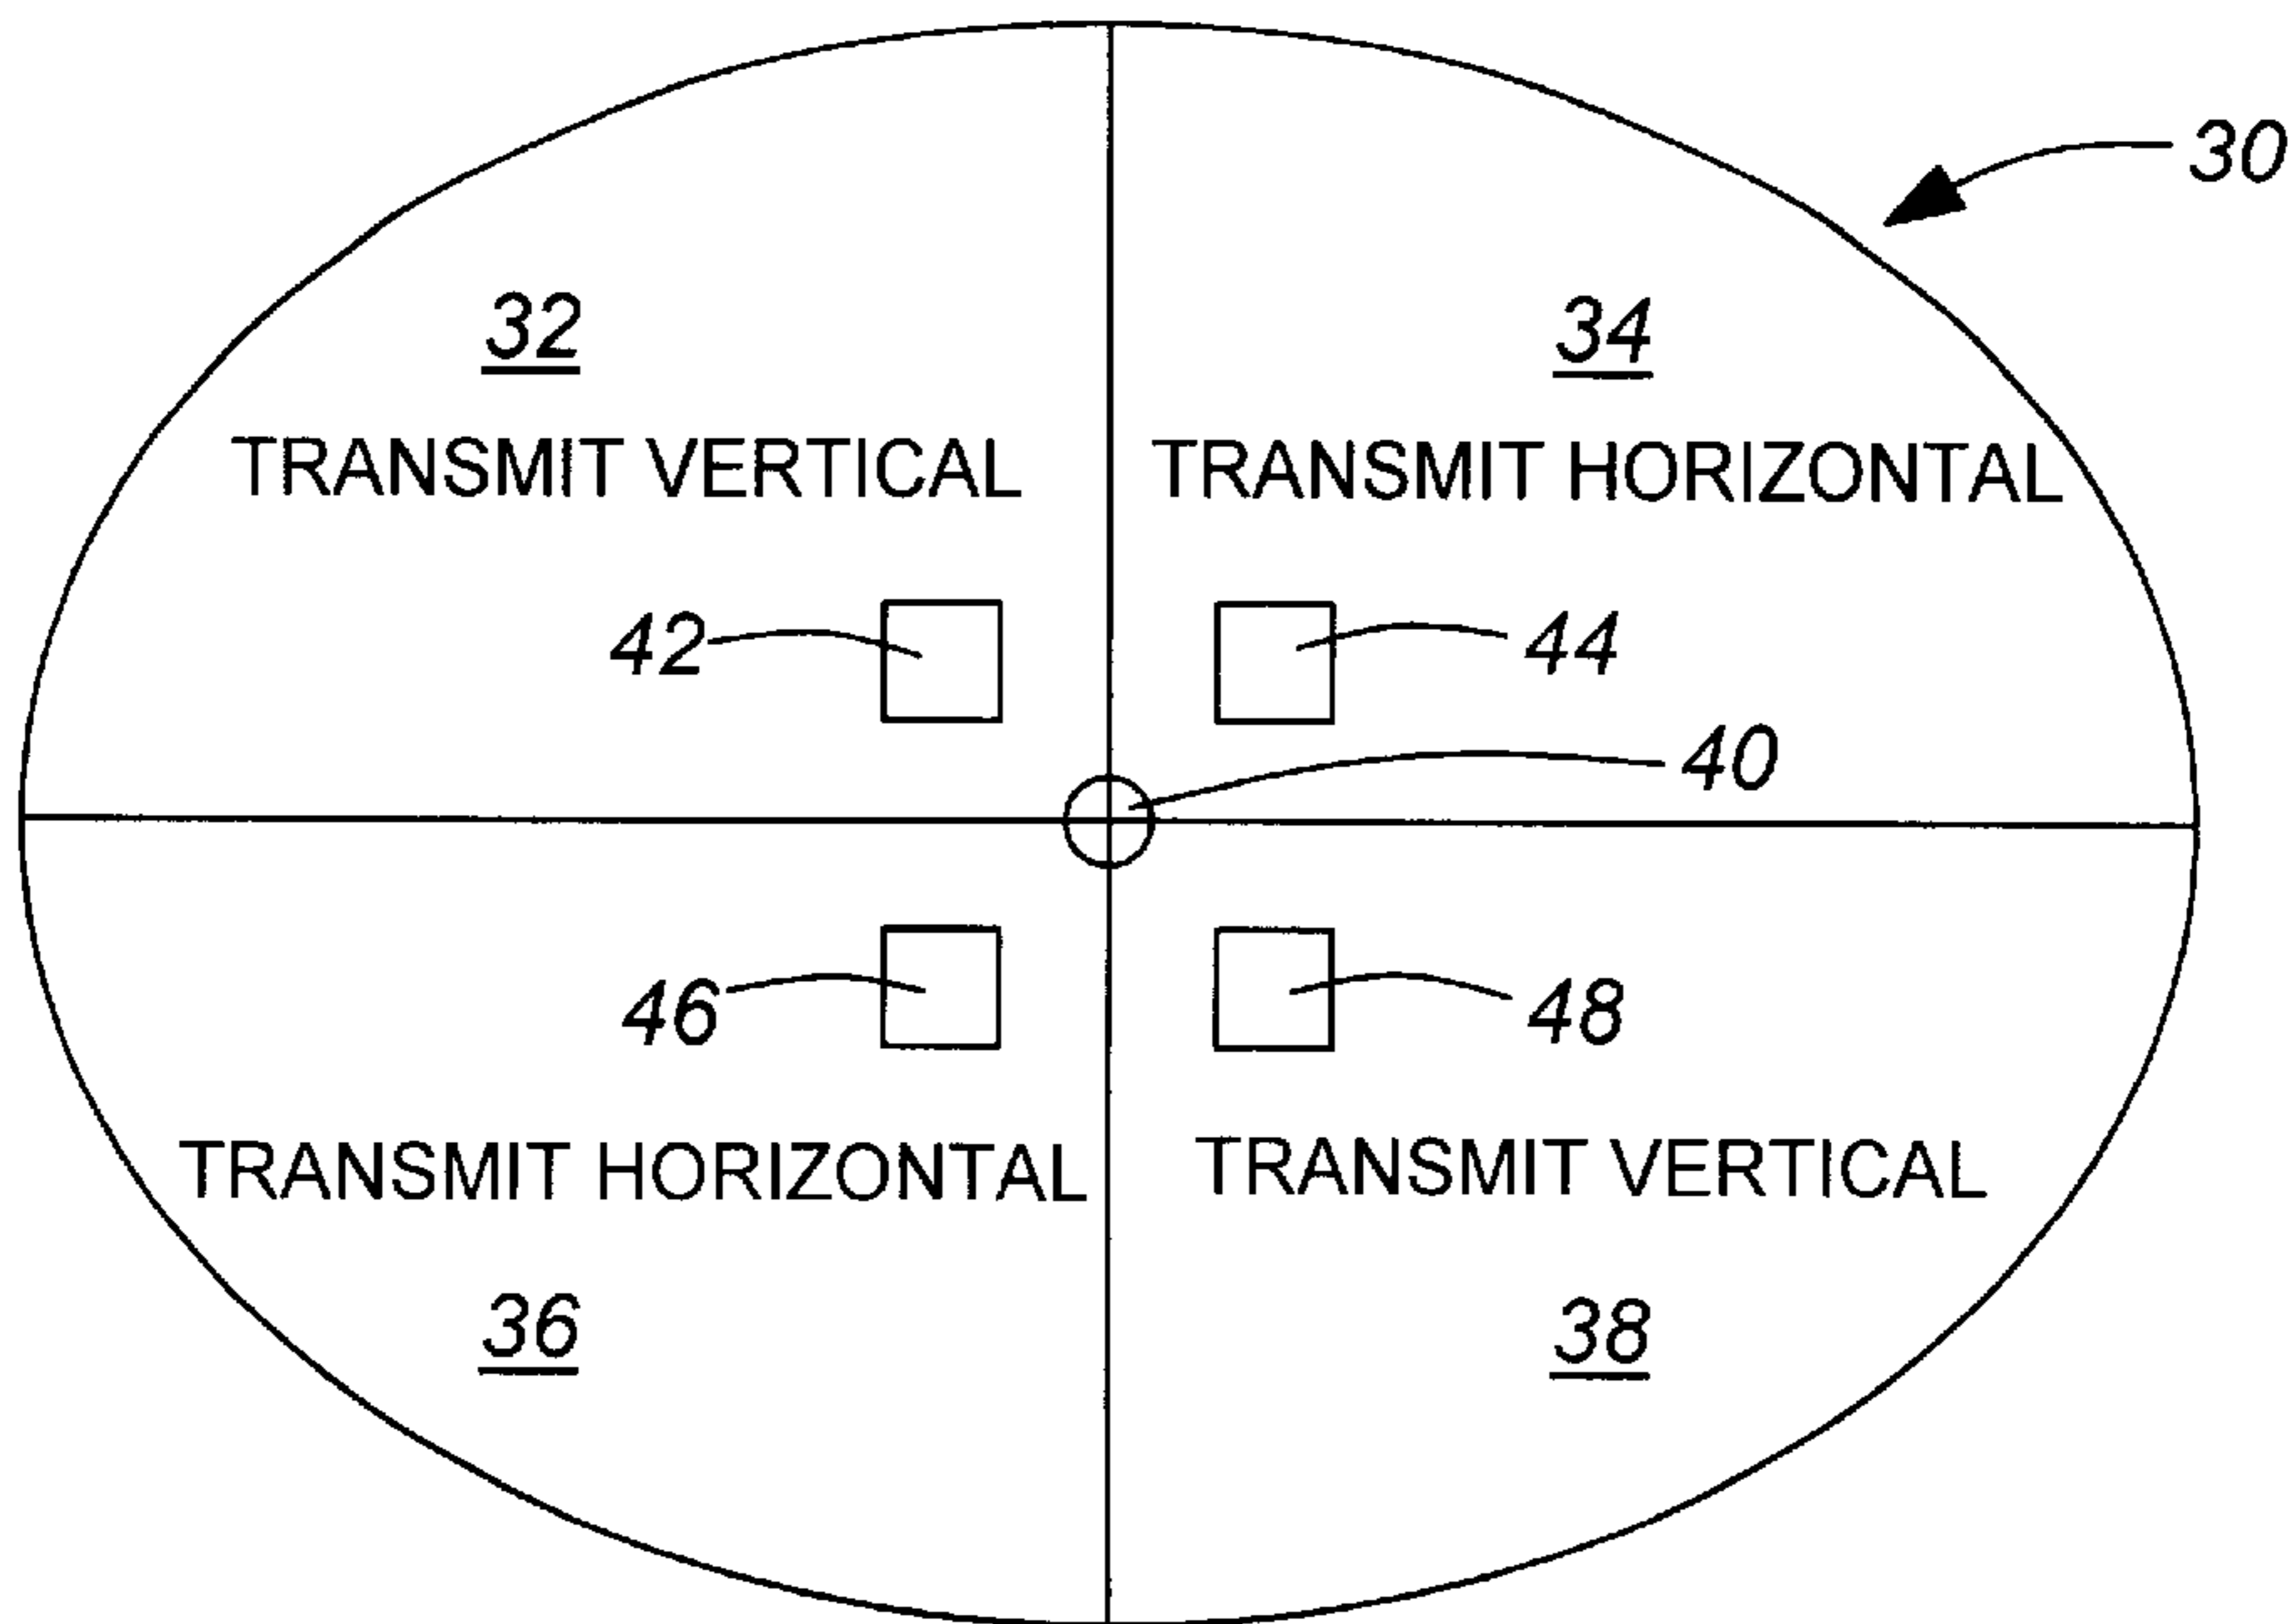 30
32
34
TRANSMIT VERTICAL
TRANSMIT HORIZONTAL
42
44
40
46
48
TRANSMIT HORIZONTAL
TRANSMIT VERTICAL
36
38